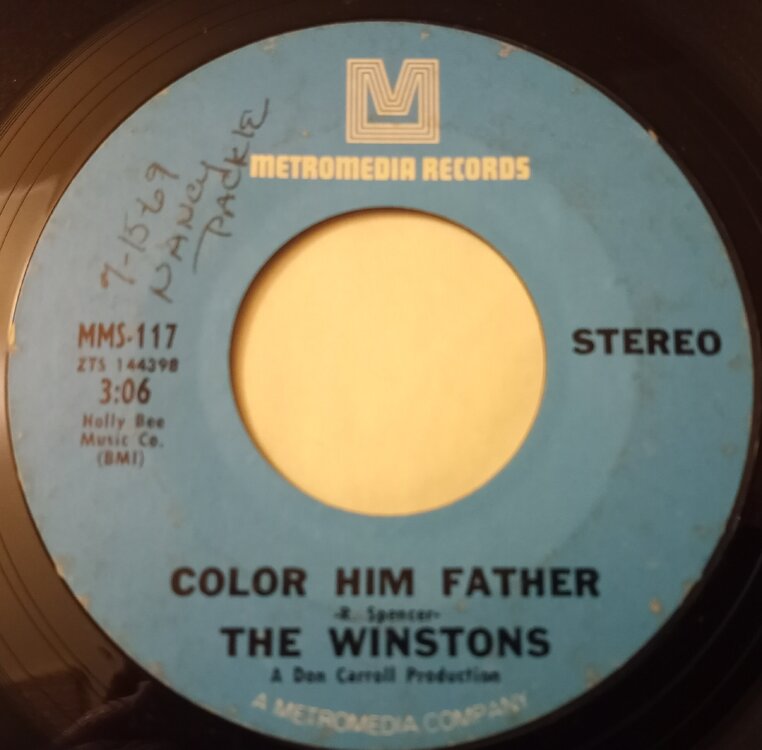 M
METROMEDIA RECORDS
7-15-69
NANCY
PACKIE
MMS-117
ZTS 144398
3:06
Holly Bee
Music Co.
(BMI)
STEREO
COLOR HIM FATHER
-R. Spencer-
THE WINSTONS
A Don Carroll Production
A METROMEDIA COMPANY